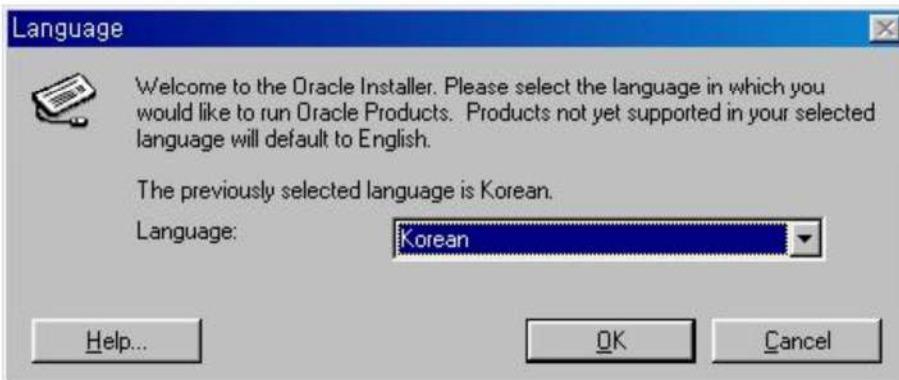 Language
Welcome to the Oracle Installer. Please select the language in which you
would like to run Oracle Products.  Products not yet supported in your selected
language will default to English.
The previously selected language is Korean.
Language:
Korean
Help...
OK
Cancel